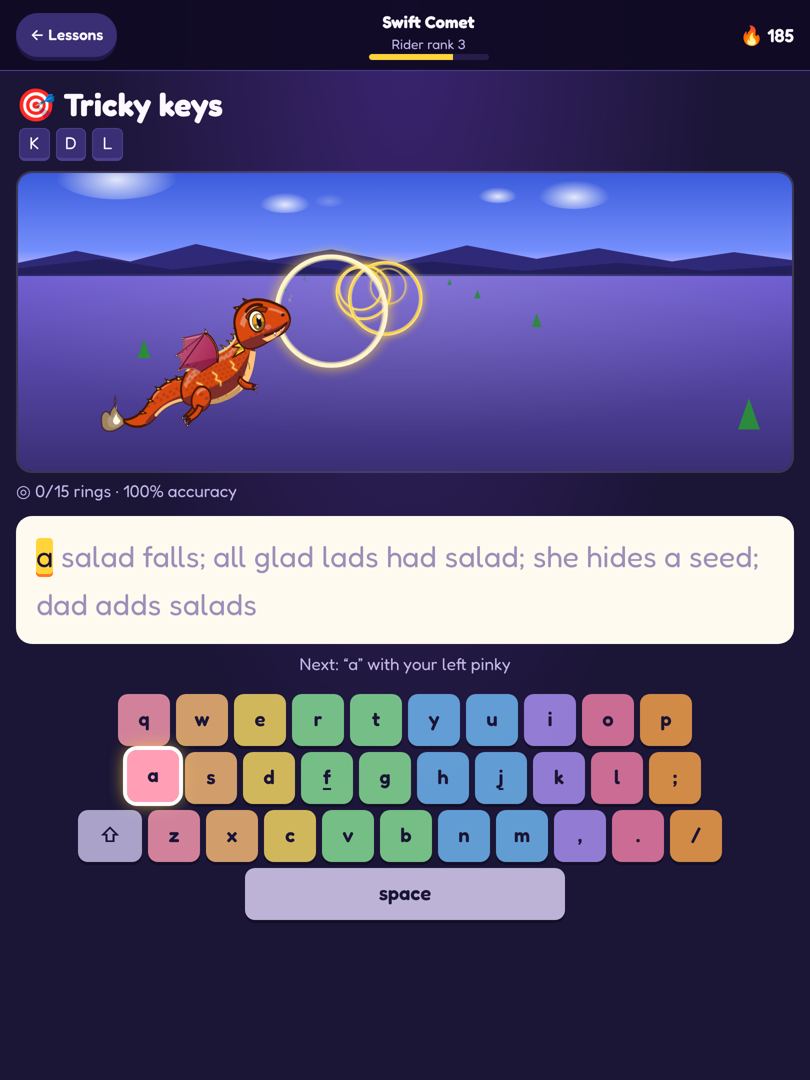 ← Lessons
Swift Comet
Rider rank 3
🔥 185
🎯 Tricky keys
K D L
◎ 0/15 rings · 100% accuracy
a salad falls; all glad lads had salad; she hides a seed;
dad adds salads
Next: “a” with your left pinky
q w e r t y u i o p
a s d f g h j k l ;
⇧ z x c v b n m , . /
space